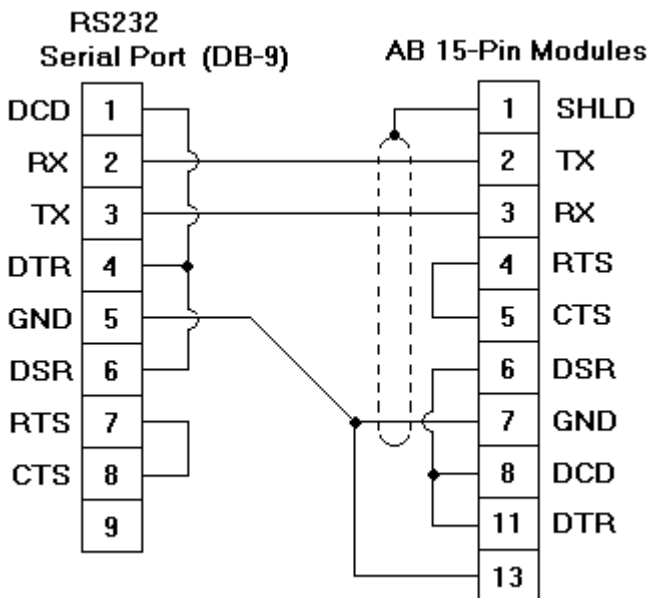 RS232
Serial Port (DB-9)
AB 15-Pin Modules
DCD 1
RX 2
TX 3
DTR 4
GND 5
DSR 6
RTS 7
CTS 8
9
1 SHLD
2 TX
3 RX
4 RTS
5 CTS
6 DSR
7 GND
8 DCD
11 DTR
13